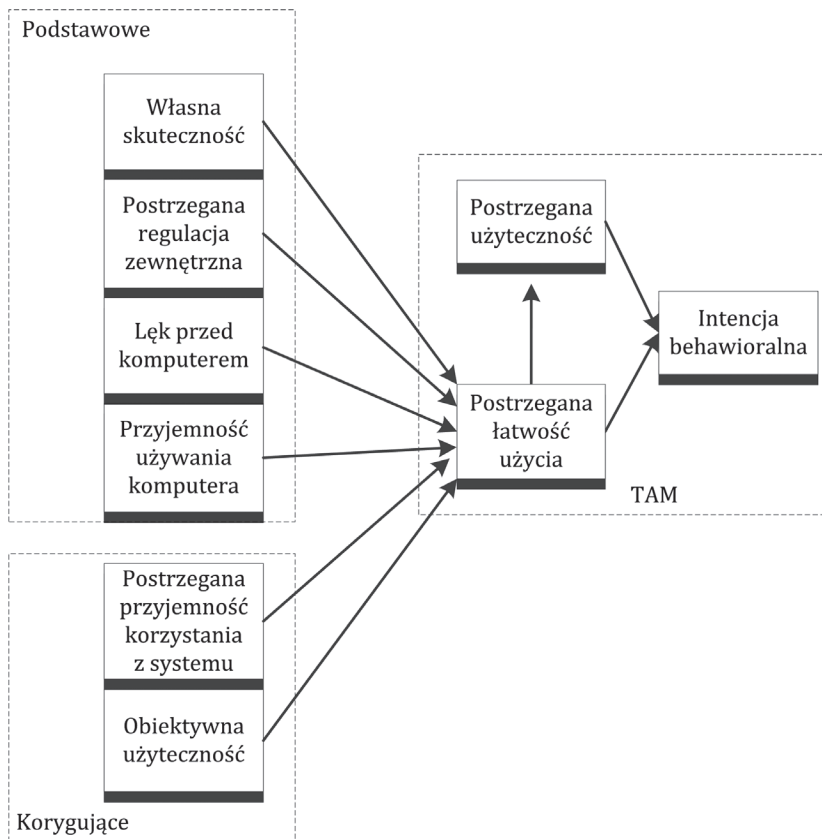 Podstawowe
Własna
skuteczność
Postrzegana
regulacja
zewnętrzna
Lęk przed
komputerem
Przyjemność
używania
komputera
Postrzegana
użyteczność
Intencja
behawioralna
Postrzegana
łatwość
użycia
TAM
Postrzegana
przyjemność
korzystania
z systemu
Obiektywna
użyteczność
Korygujące